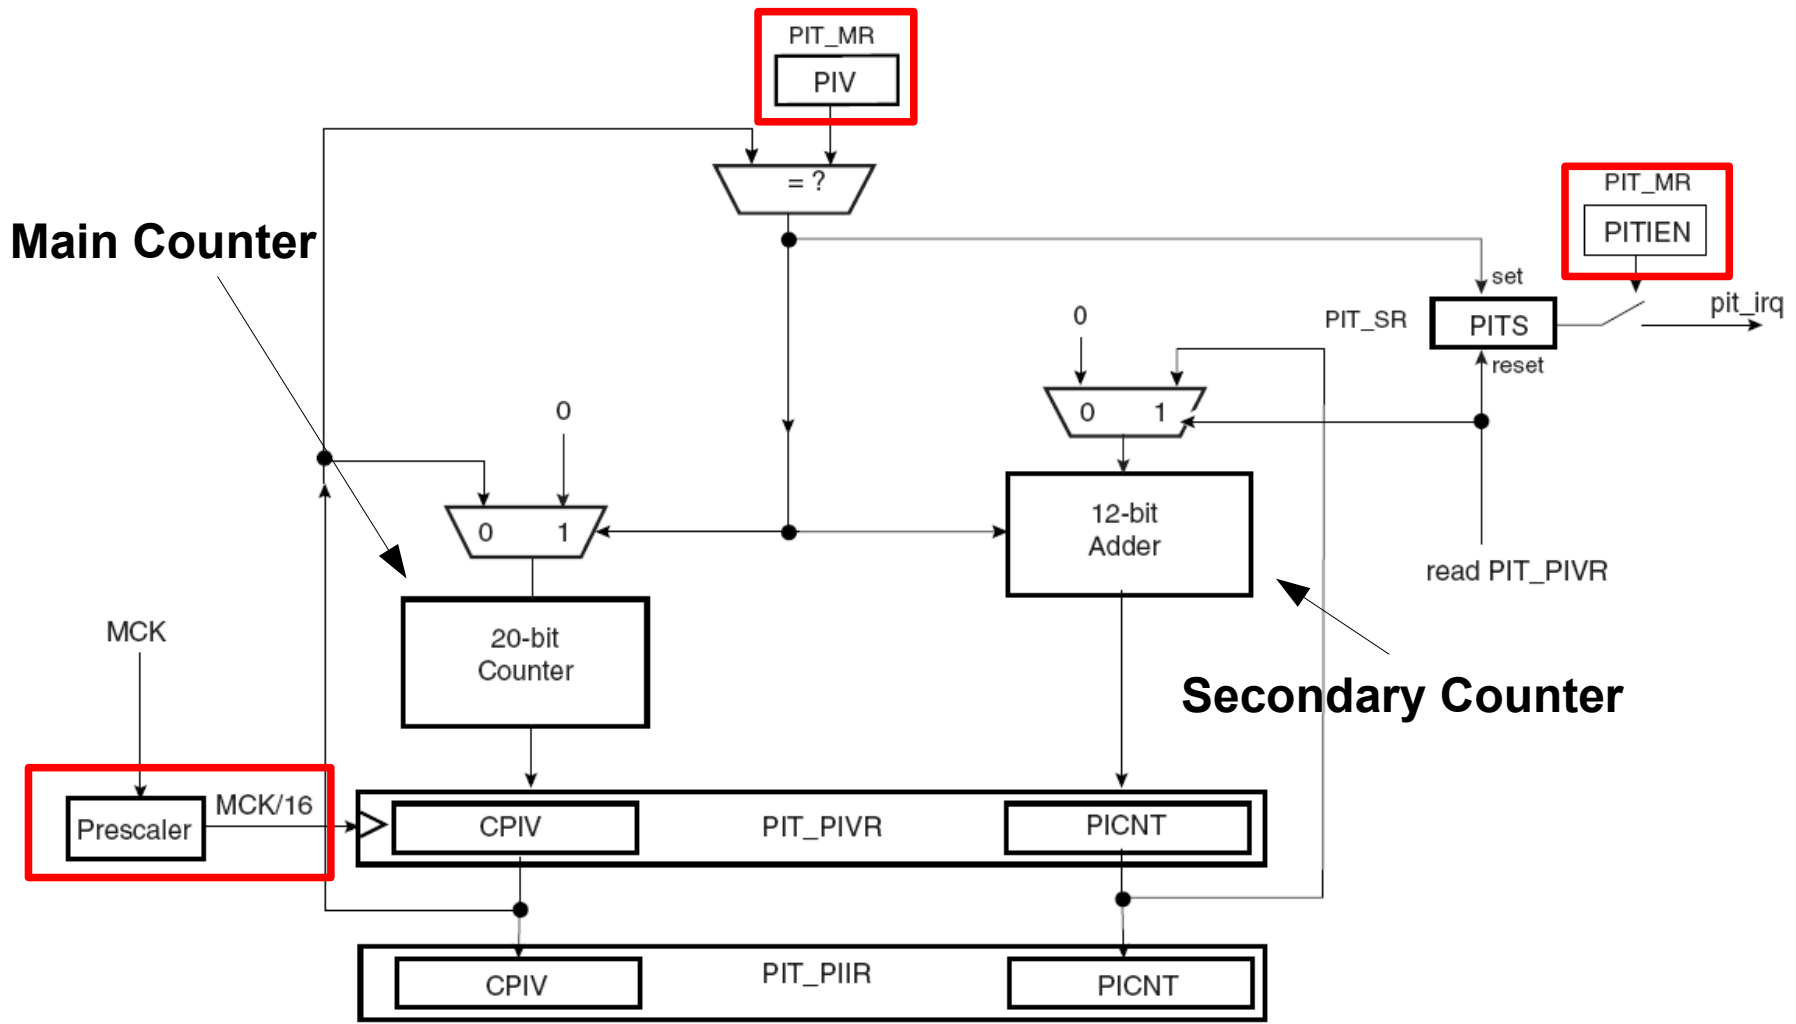 PIT_MR
PIV
= ?
PIT_MR
PITIEN
Main Counter
set
PIT_SR
PITS
pit_irq
reset
0
0 1
0
0 1
12-bit
Adder
read PIT_PIVR
MCK
20-bit
Counter
Secondary Counter
Prescaler
MCK/16
CPIV
PIT_PIVR
PICNT
CPIV
PIT_PIIR
PICNT